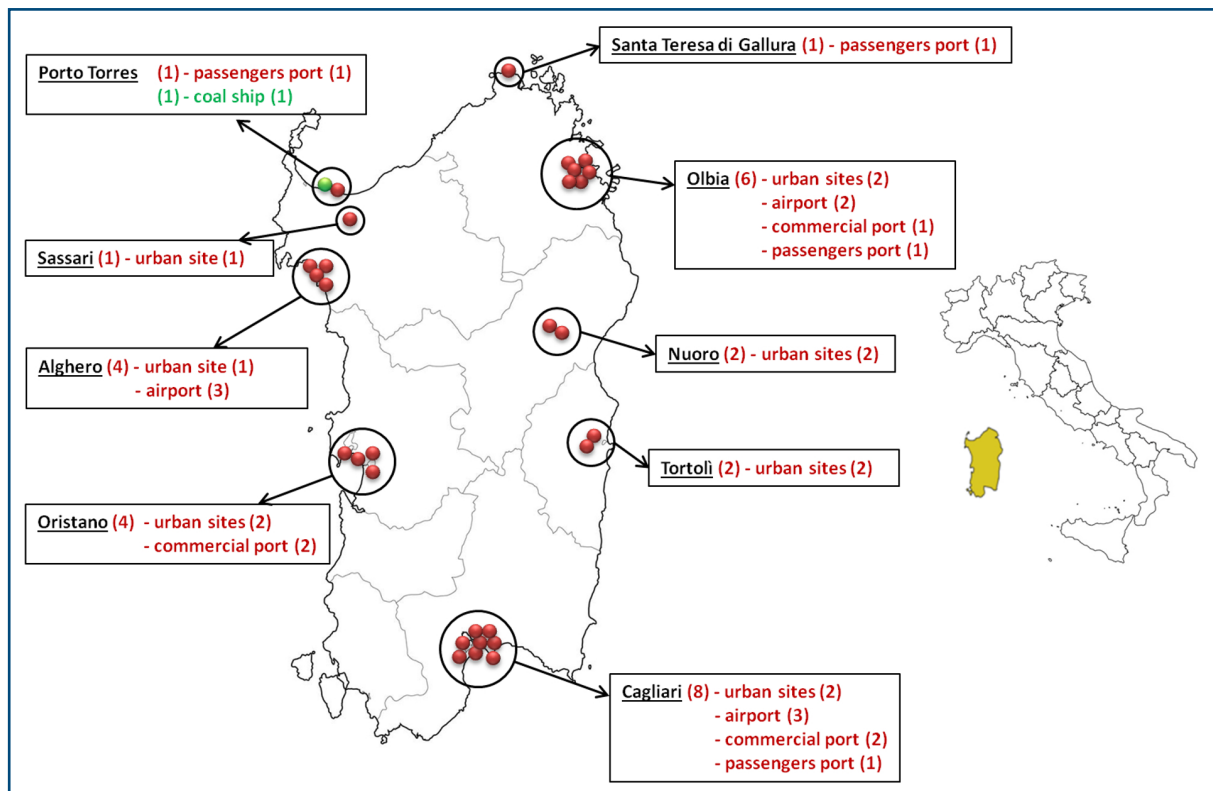 Santa Teresa di Gallura (1) - passengers port (1)
Porto Torres (1) - passengers port (1)
(1) - coal ship (1)
Olbia (6) - urban sites (2)
- airport (2)
- commercial port (1)
- passengers port (1)
Sassari (1) - urban site (1)
Alghero (4) - urban site (1)
- airport (3)
Nuoro (2) - urban sites (2)
Tortolì (2) - urban sites (2)
Oristano (4) - urban sites (2)
- commercial port (2)
Cagliari (8) - urban sites (2)
- airport (3)
- commercial port (2)
- passengers port (1)